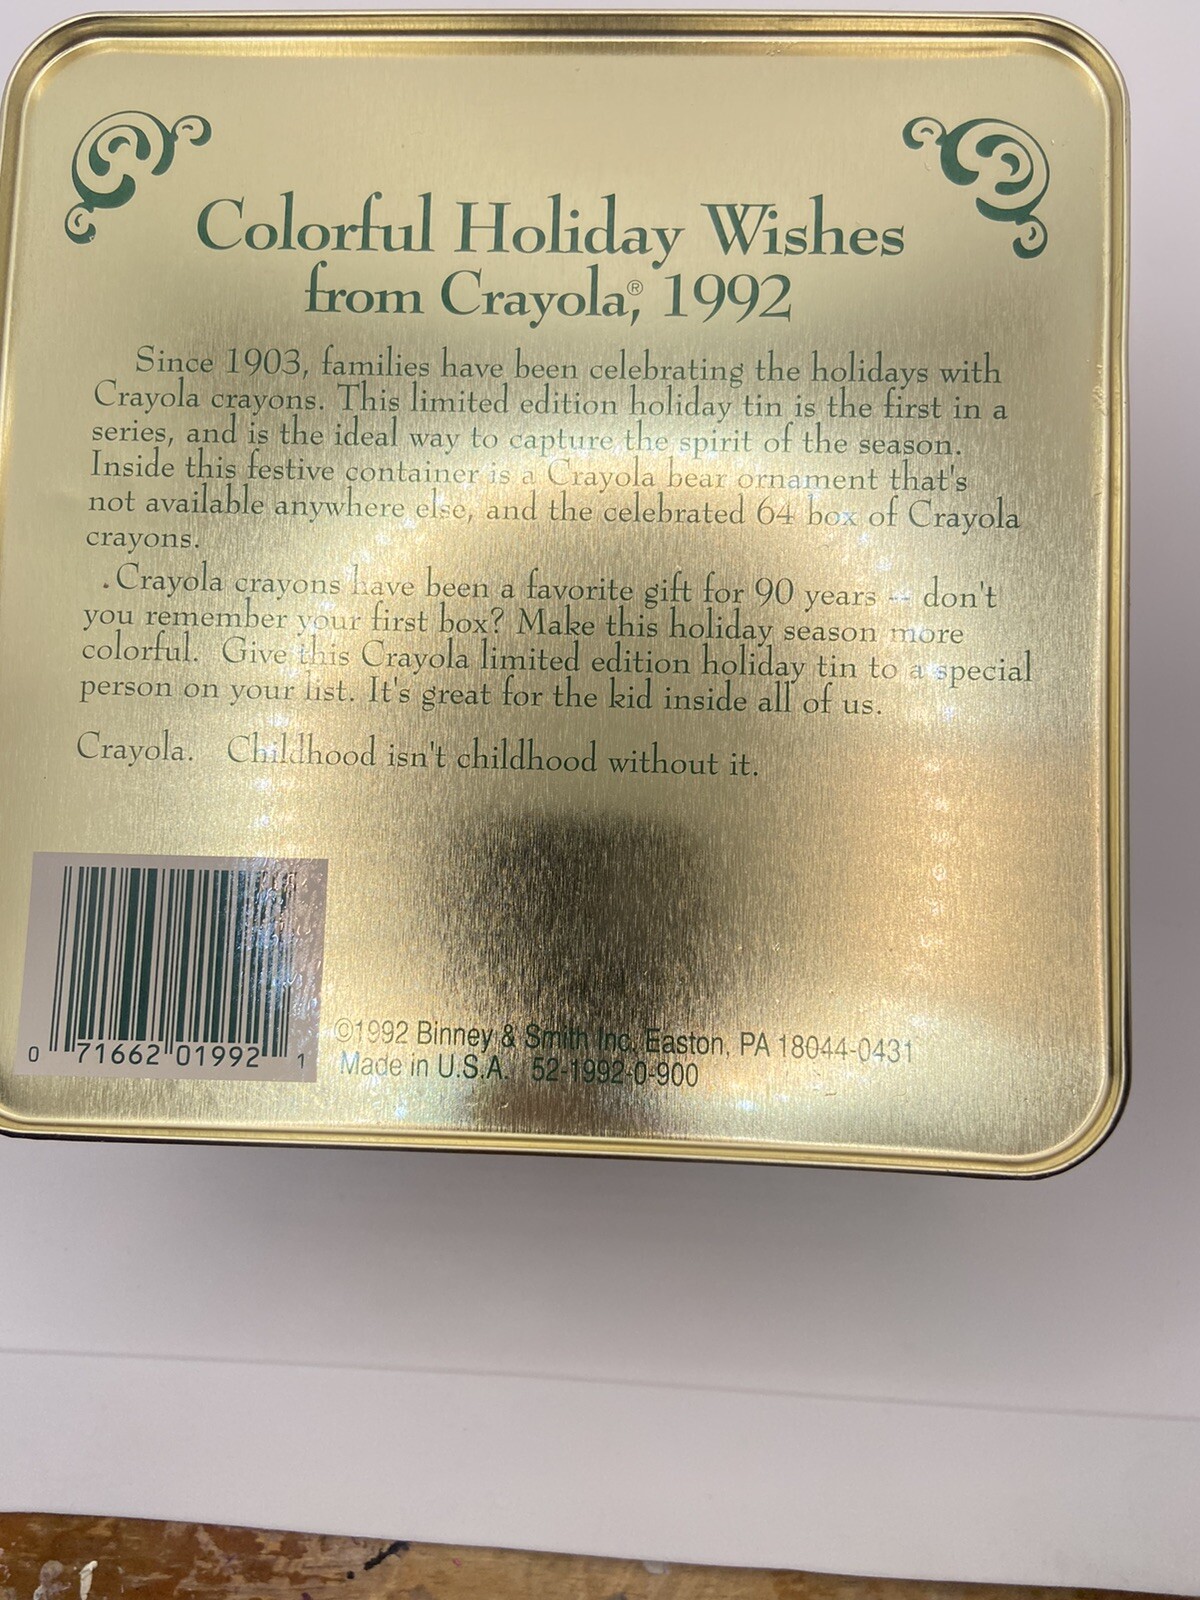 Colorful Holiday Wishes
from Crayola®, 1992
Since 1903, families have been celebrating the holidays with
Crayola crayons. This limited edition holiday tin is the first in a
series, and is the ideal way to capture the spirit of the season.
Inside this festive container is a Crayola bear ornament that's
not available anywhere else, and the celebrated 64 box of Crayola
crayons.
. Crayola crayons have been a favorite gift for 90 years -- don't
you remember your first box? Make this holiday season more
colorful. Give this Crayola limited edition holiday tin to a special
person on your list. It's great for the kid inside all of us.
Crayola. Childhood isn't childhood without it.
0 71662 01992 1
©1992 Binney & Smith Inc. Easton, PA 18044-0431
Made in U.S.A. 52-1992-0-900